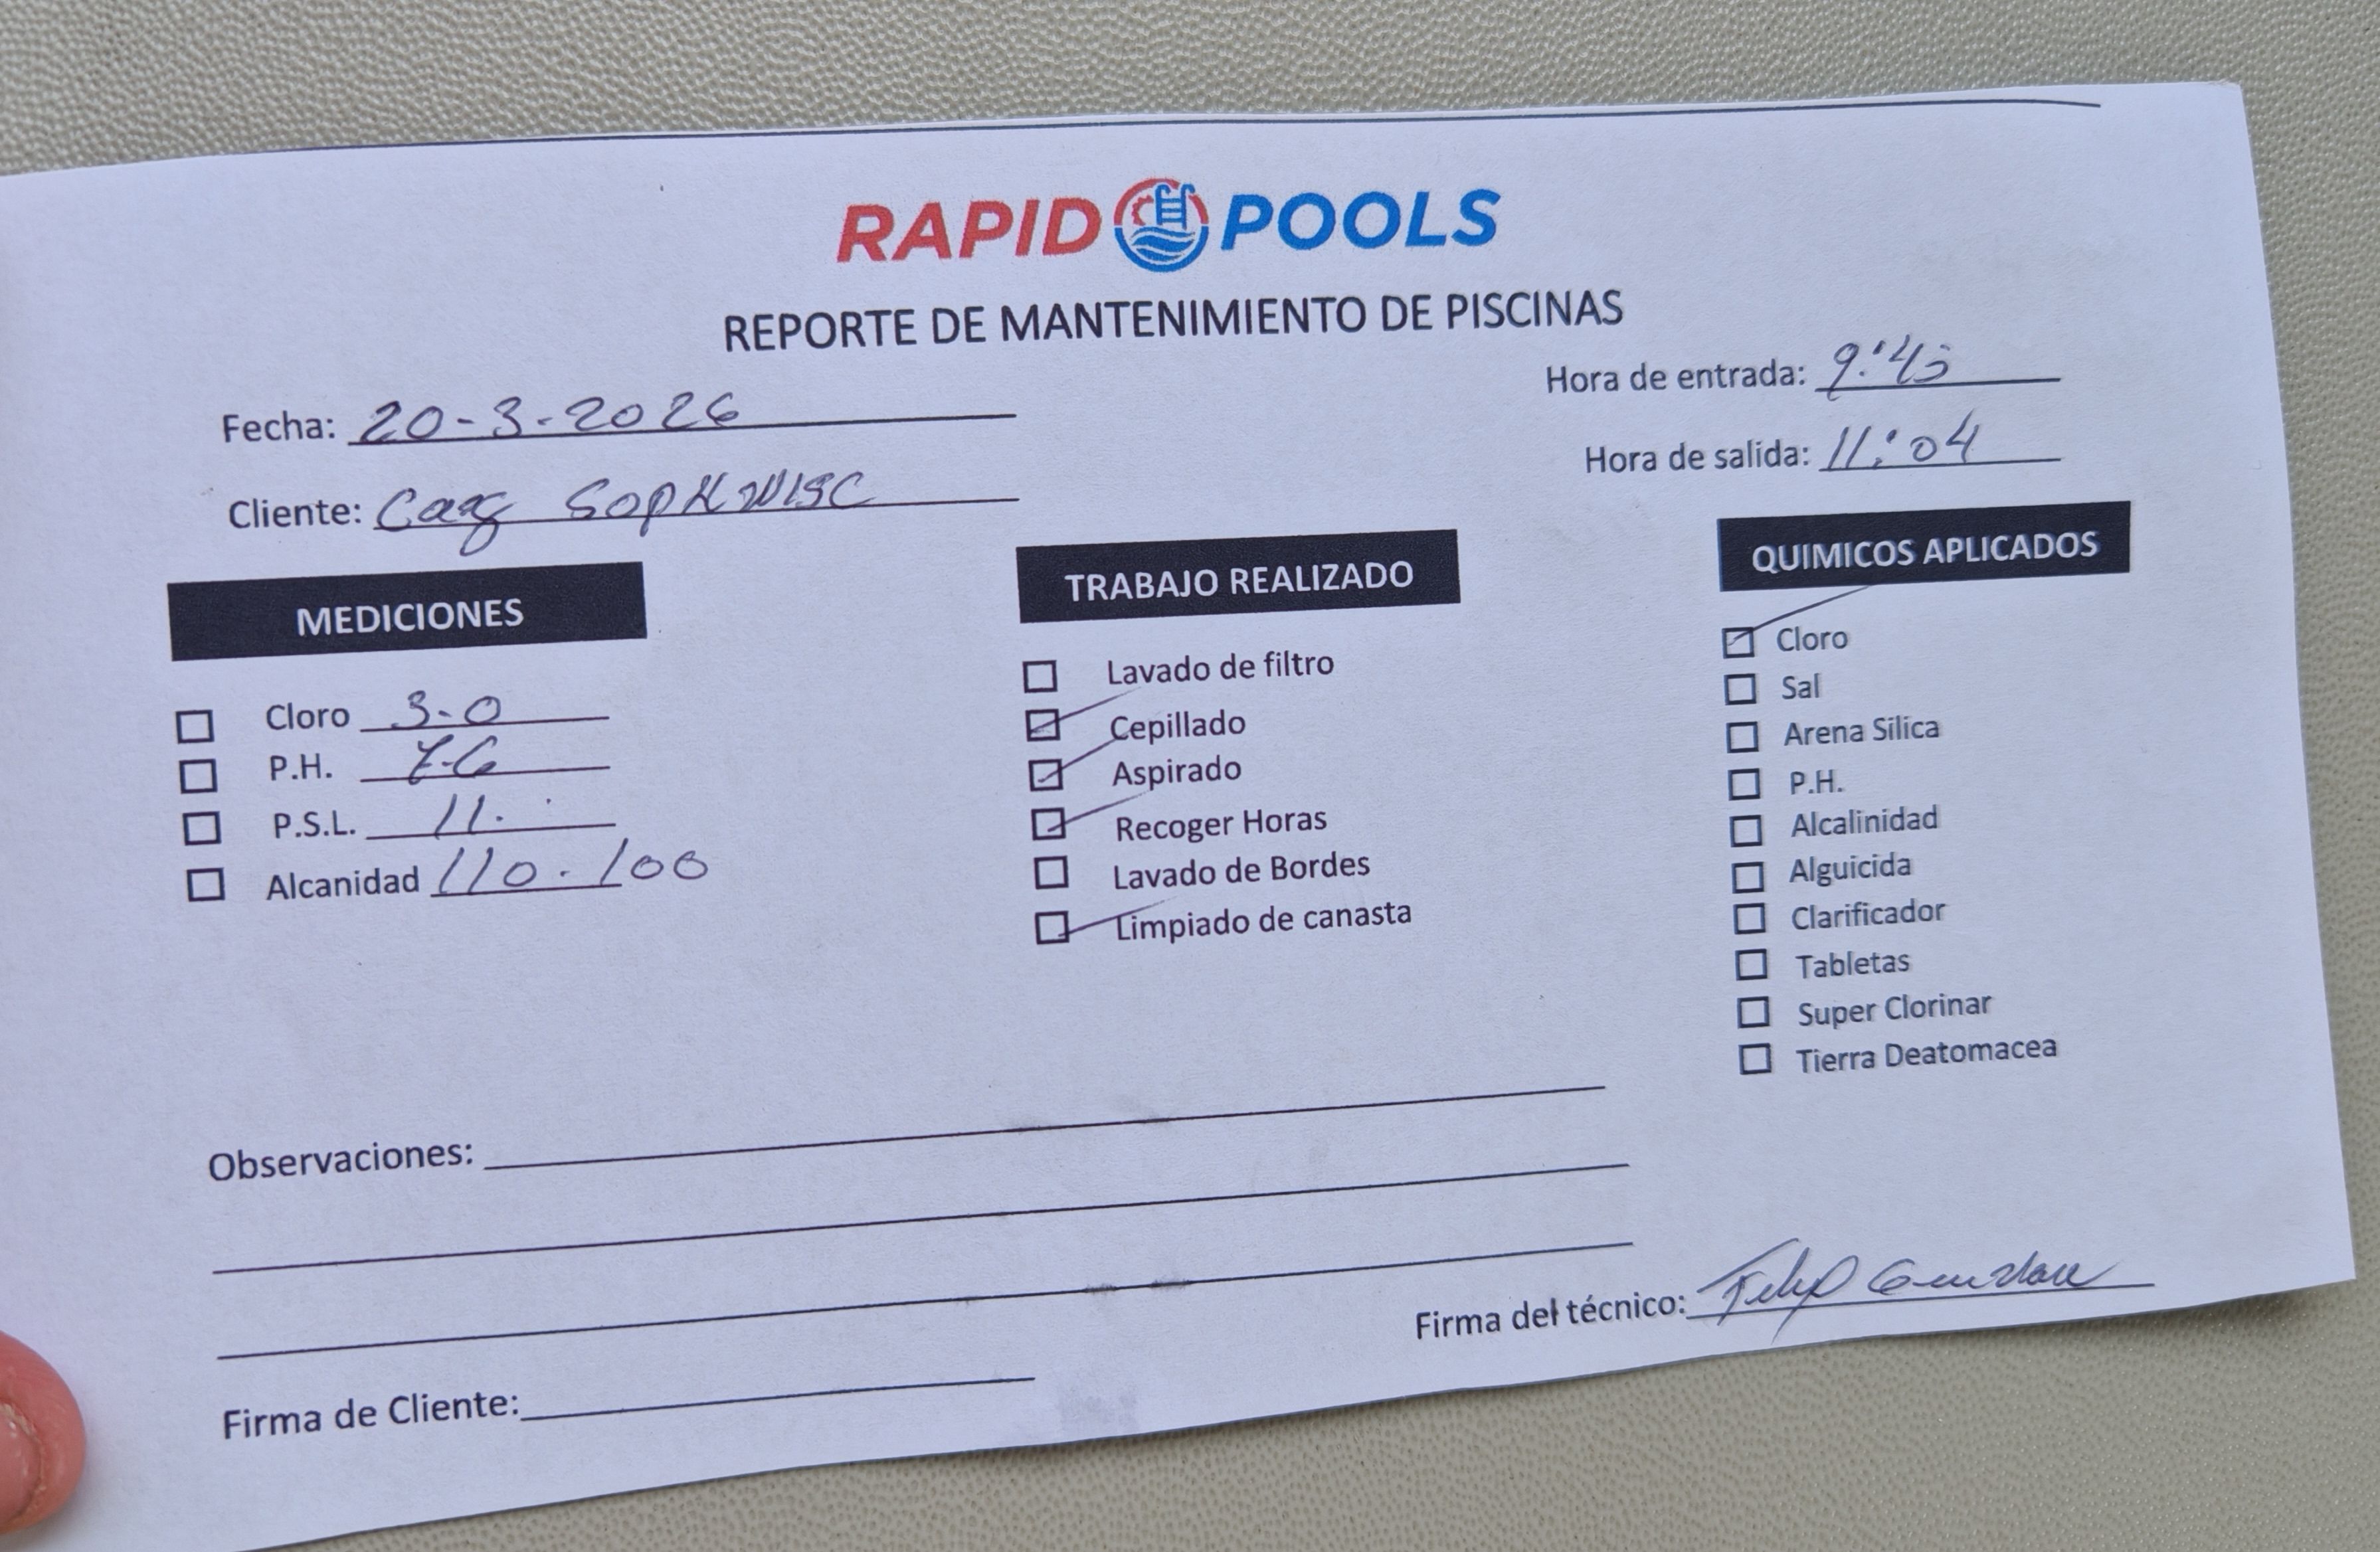 RAPID POOLS
REPORTE DE MANTENIMIENTO DE PISCINAS
Hora de entrada: 9:45
Fecha: 20-3-2026
Hora de salida: 11:04
Cliente:
MEDICIONES
Cloro 3-0
P.H. 7-6
P.S.L. 11.
Alcanidad 110-100
TRABAJO REALIZADO
Lavado de filtro
Cepillado
Aspirado
Recoger Horas
Lavado de Bordes
Limpiado de canasta
QUIMICOS APLICADOS
Cloro
Sal
Arena Sílica
P.H.
Alcalinidad
Alguicida
Clarificador
Tabletas
Super Clorinar
Tierra Deatomacea
Observaciones:
Firma del técnico:
Firma de Cliente: